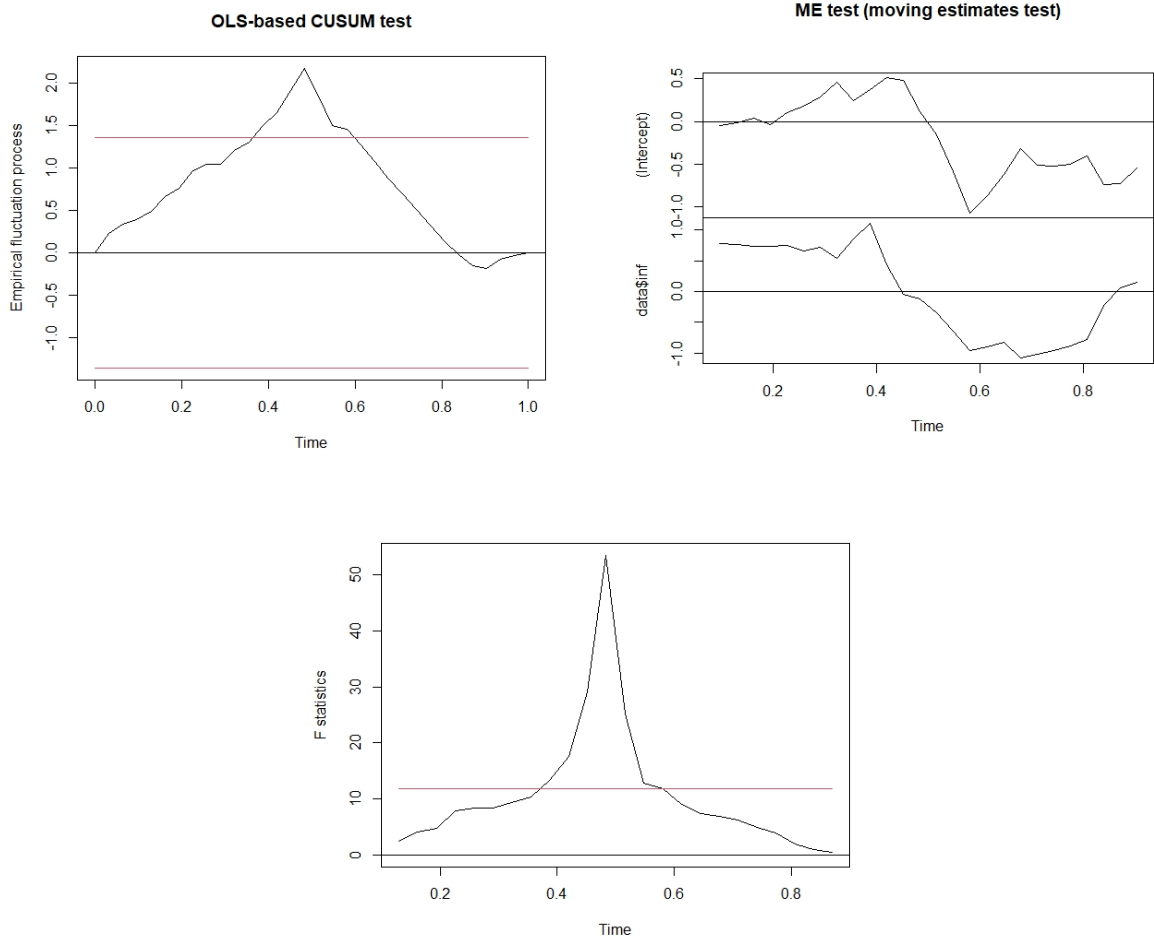 OLS-based CUSUM test
Empirical fluctuation process
2.0
1.5
1.0
0.5
0.0
-0.5
-1.0
0.0 0.2 0.4 0.6 0.8 1.0
Time
ME test (moving estimates test)
(Intercept)
0.5
0.0
-0.5
-1.0
data$inf
1.0
0.0
-1.0
0.2 0.4 0.6 0.8
Time
F statistics
50
40
30
20
10
0
0.2 0.4 0.6 0.8
Time